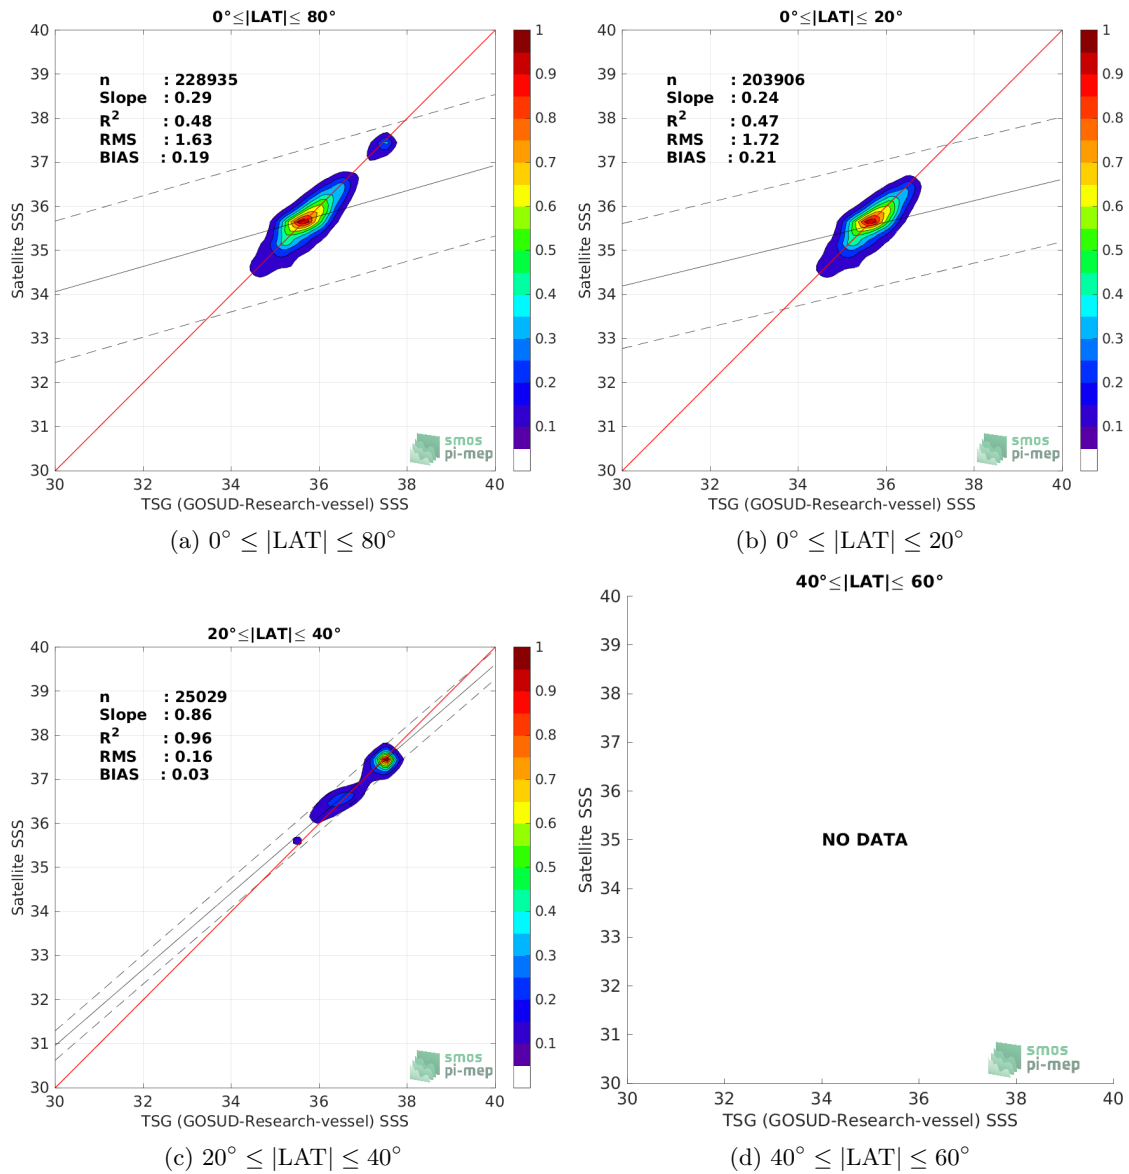 0°≤|LAT|≤ 80°
40
39
38
37
36
35
34
33
32
31
30
Satellite SSS
n : 228935
Slope : 0.29
R² : 0.48
RMS : 1.63
BIAS : 0.19
smos
pi-mep
30 32 34 36 38 40
TSG (GOSUD-Research-vessel) SSS
1
0.9
0.8
0.7
0.6
0.5
0.4
0.3
0.2
0.1
(a) 0° ≤ |LAT| ≤ 80°
0°≤|LAT|≤ 20°
40
39
38
37
36
35
34
33
32
31
30
Satellite SSS
n : 203906
Slope : 0.24
R² : 0.47
RMS : 1.72
BIAS : 0.21
smos
pi-mep
30 32 34 36 38 40
TSG (GOSUD-Research-vessel) SSS
1
0.9
0.8
0.7
0.6
0.5
0.4
0.3
0.2
0.1
(b) 0° ≤ |LAT| ≤ 20°
20°≤|LAT|≤ 40°
40
39
38
37
36
35
34
33
32
31
30
Satellite SSS
n : 25029
Slope : 0.86
R² : 0.96
RMS : 0.16
BIAS : 0.03
smos
pi-mep
30 32 34 36 38 40
TSG (GOSUD-Research-vessel) SSS
1
0.9
0.8
0.7
0.6
0.5
0.4
0.3
0.2
0.1
(c) 20° ≤ |LAT| ≤ 40°
40°≤|LAT|≤ 60°
40
39
38
37
36
35
34
33
32
31
30
Satellite SSS
NO DATA
smos
pi-mep
30 32 34 36 38 40
TSG (GOSUD-Research-vessel) SSS
(d) 40° ≤ |LAT| ≤ 60°